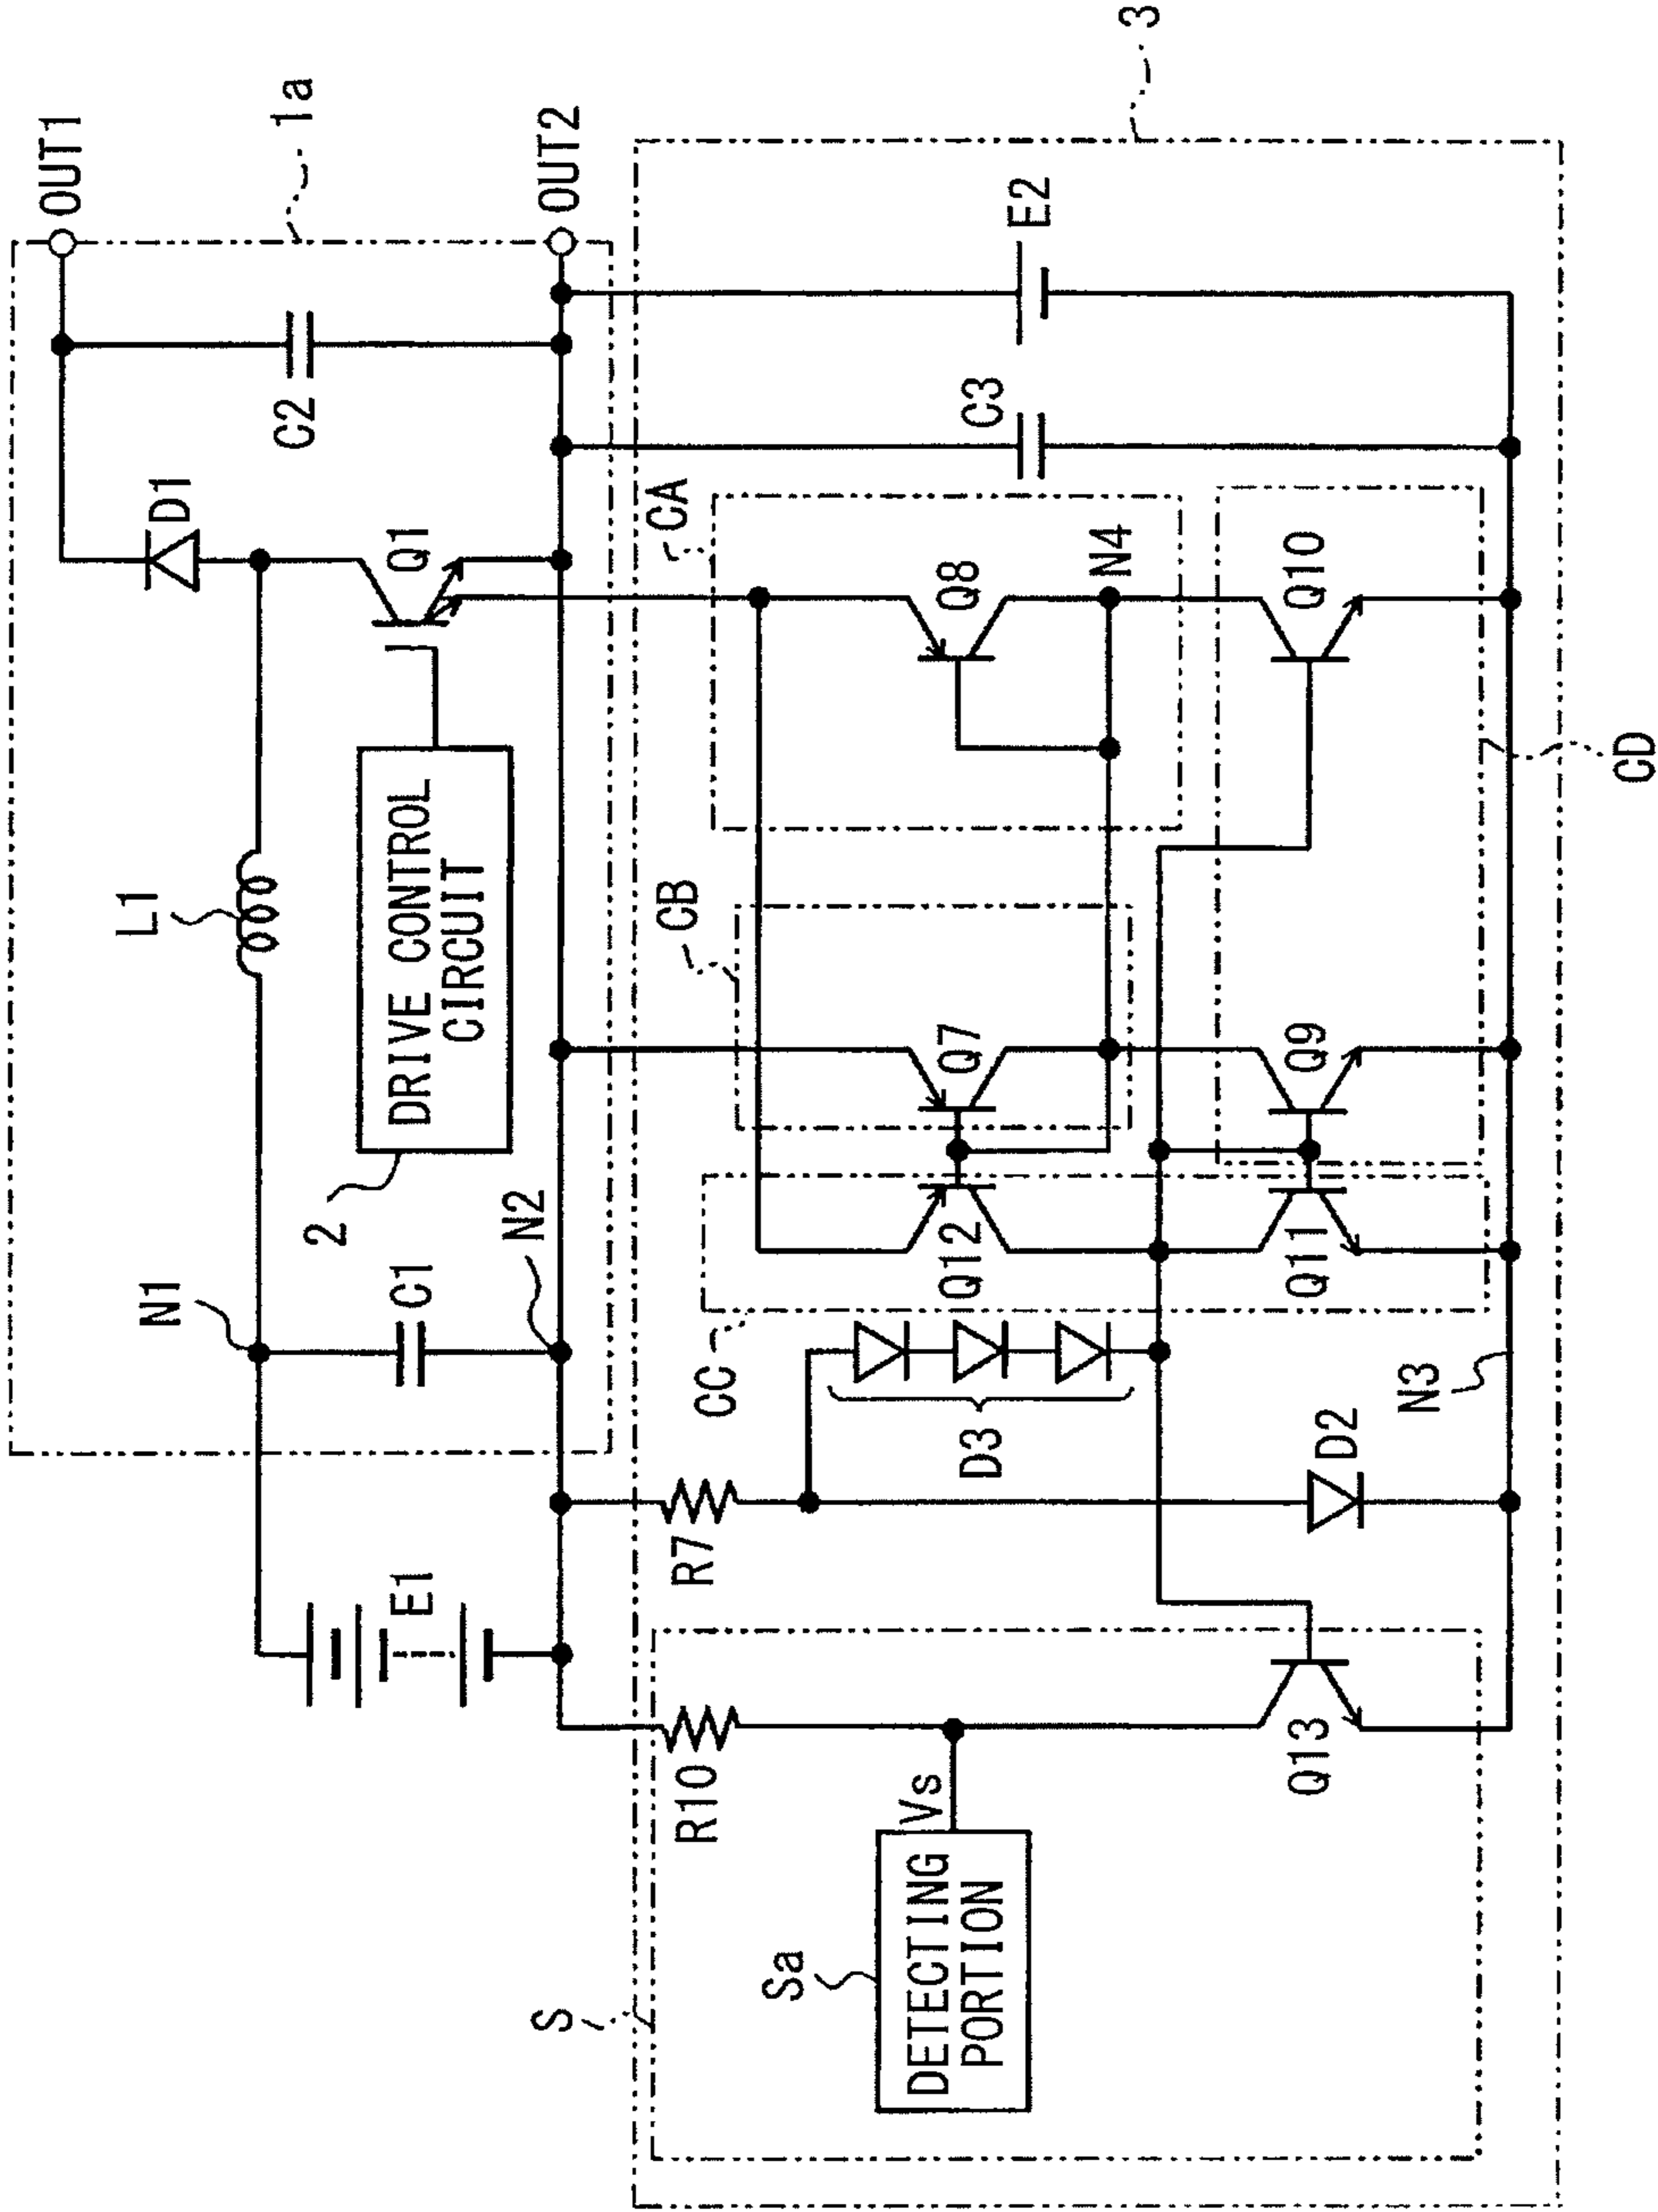 OUT1
1a
OUT2
3
D1
C2
E2
L1
Q1
C3
CA
DRIVE CONTROL
CIRCUIT
2
Q8
N4
Q10
CB
CD
Q7
Q9
N1
C1
N2
Q12
Q11
CC
D3
N3
E1
R7
D2
R10
Vs
Q13
DETECTING
PORTION
Sa
S